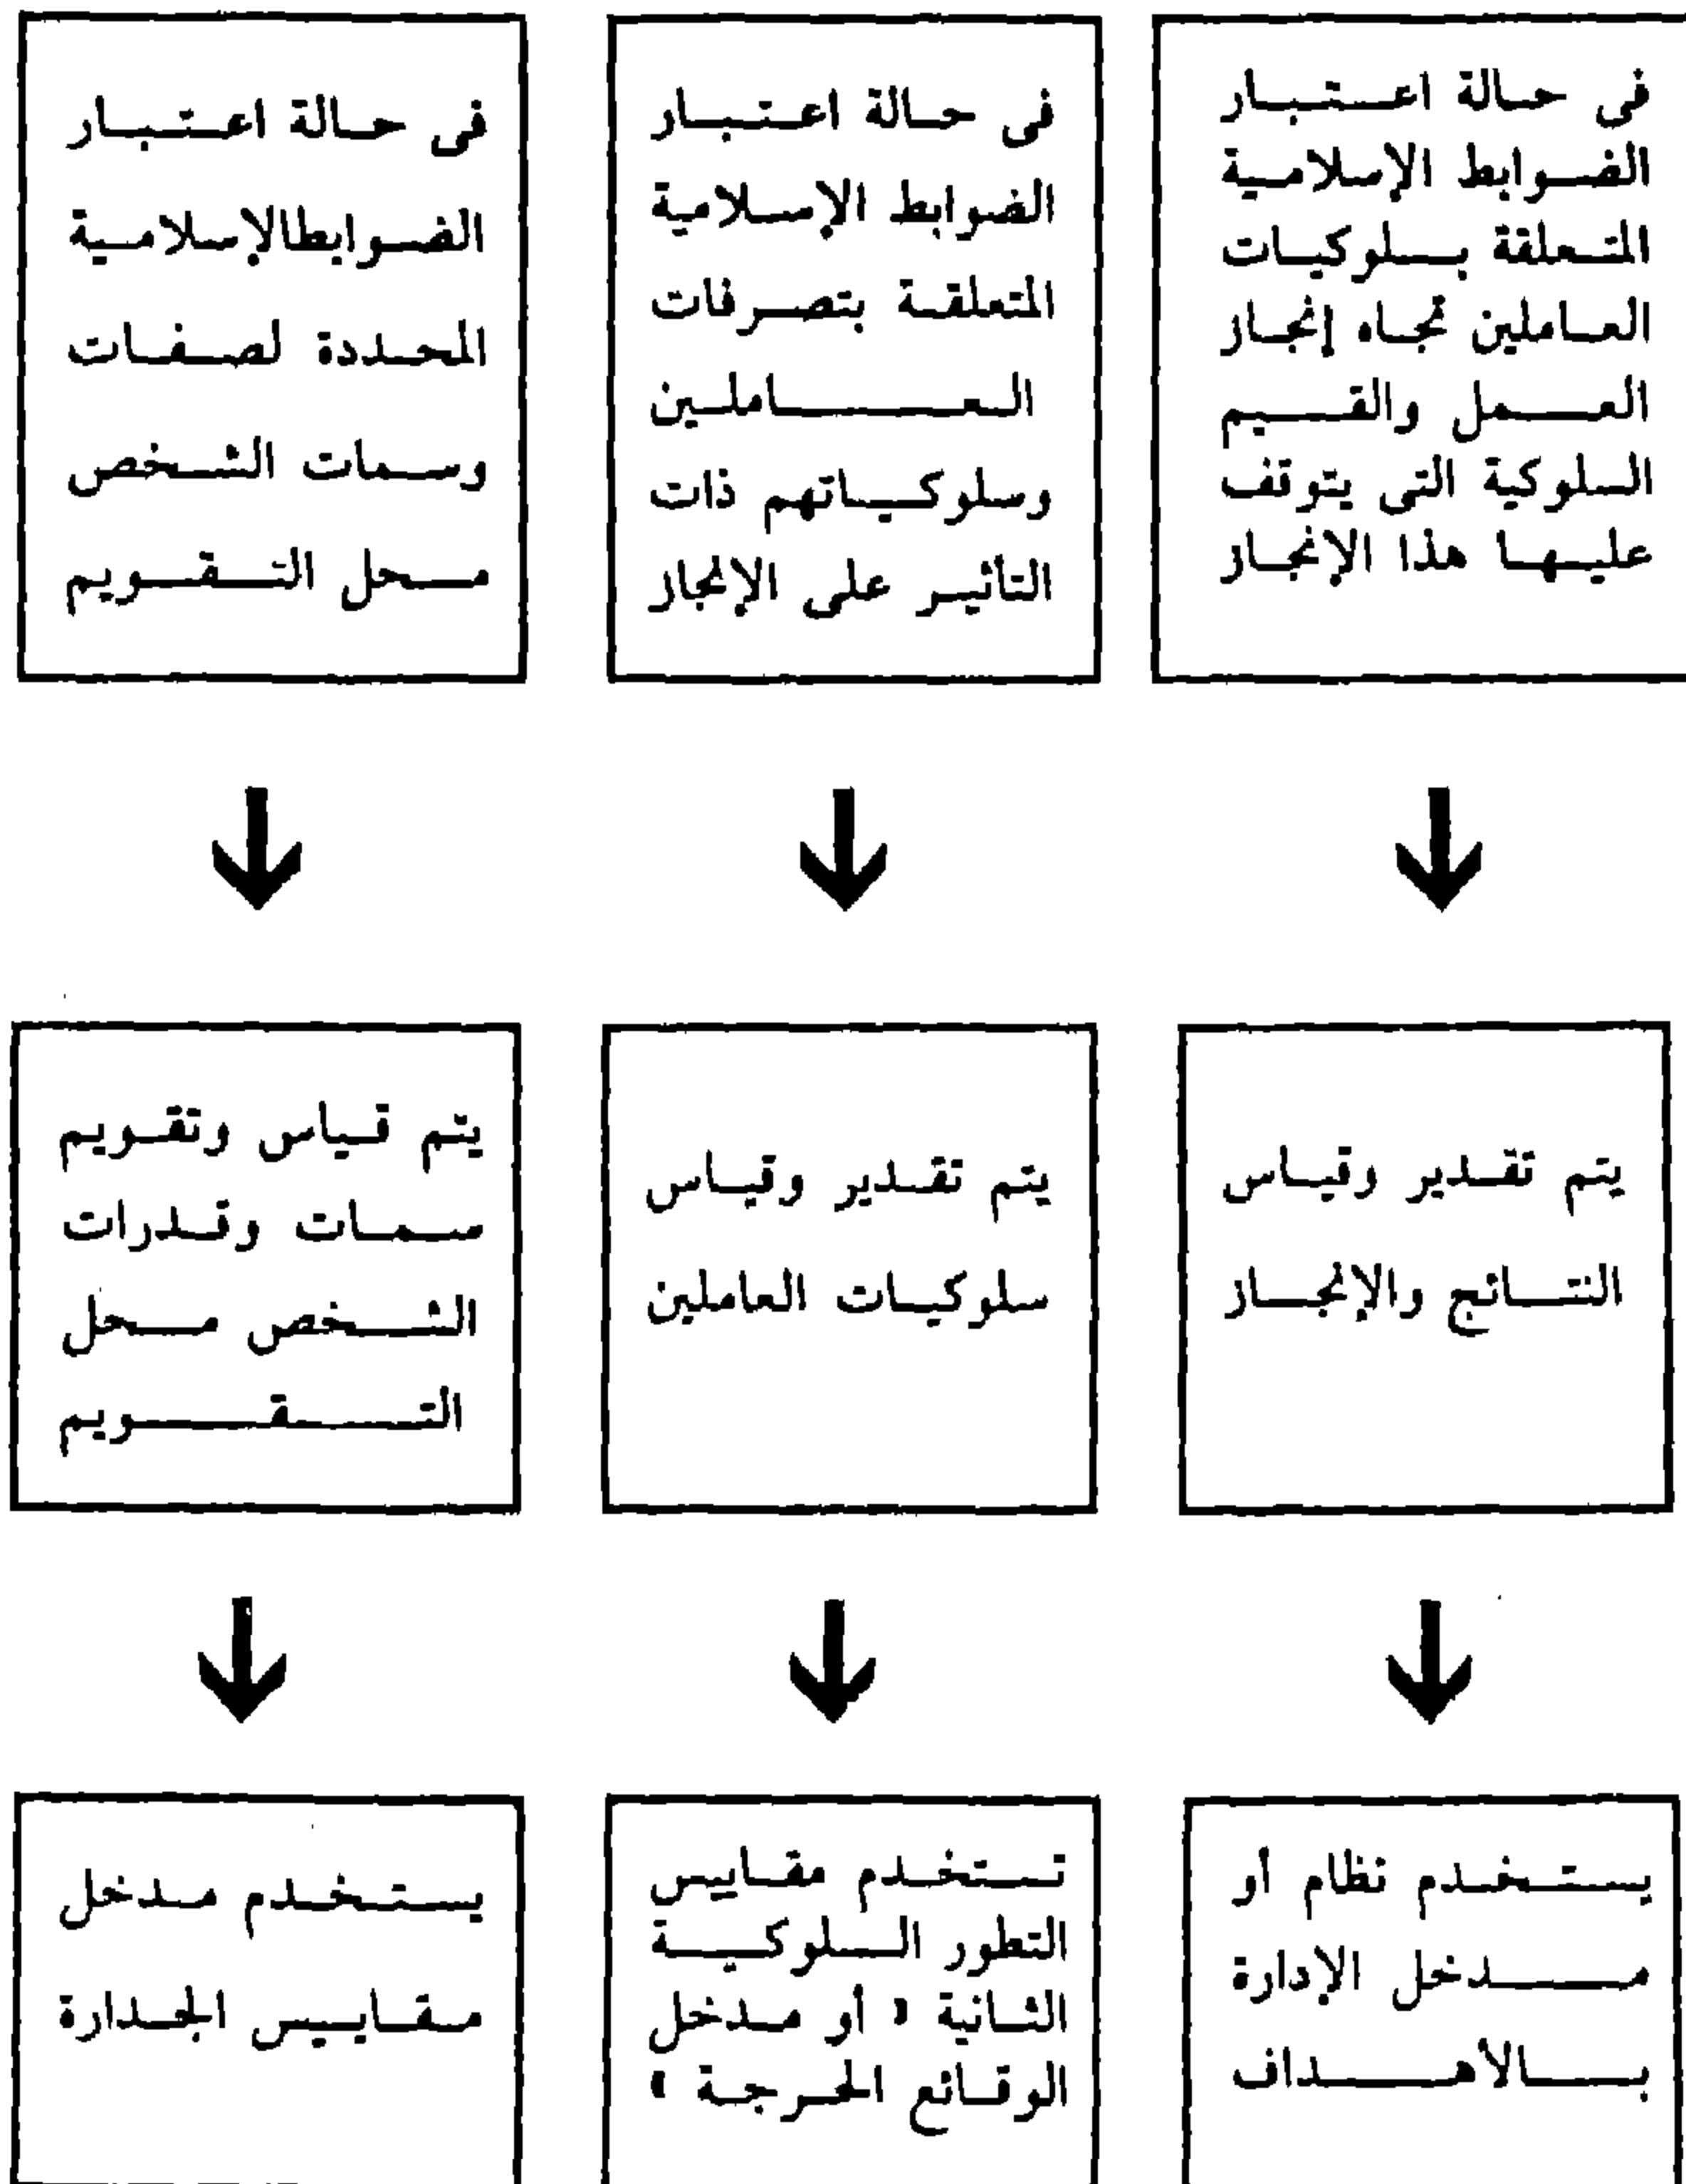 فى حالة اعتبار
الضوابط الإسلامية
المتعلقة بسلوكيات
العاملين تجاه إنجاز
العمل والقيم
السلوكية التى يتوقف
عليها هذا الإنجاز
فى حالة اعتبار
الضوابط الإسلامية
المتعلقة بتصرفات
العاملين
وسلوكياتهم ذات
التأثير على الإنجاز
فى حالة اعتبار
الضوابط الإسلامية
المحددة لصفات
وسمات الشخص
محل التقويم
يتم تقدير وقياس
النتائج والإنجاز
يتم تقدير وقياس
سلوكيات العاملين
يتم قياس وتقويم
سمات وقدرات
الشخص محل
التقويم
يستخدم نظام أو
مدخل الإدارة
بالأهداف
تستخدم مقاييس
التطور السلوكية
الثانية « أو مدخل
الوقائع الحرجة »
يستخدم مدخل
مقاييس الجدارة